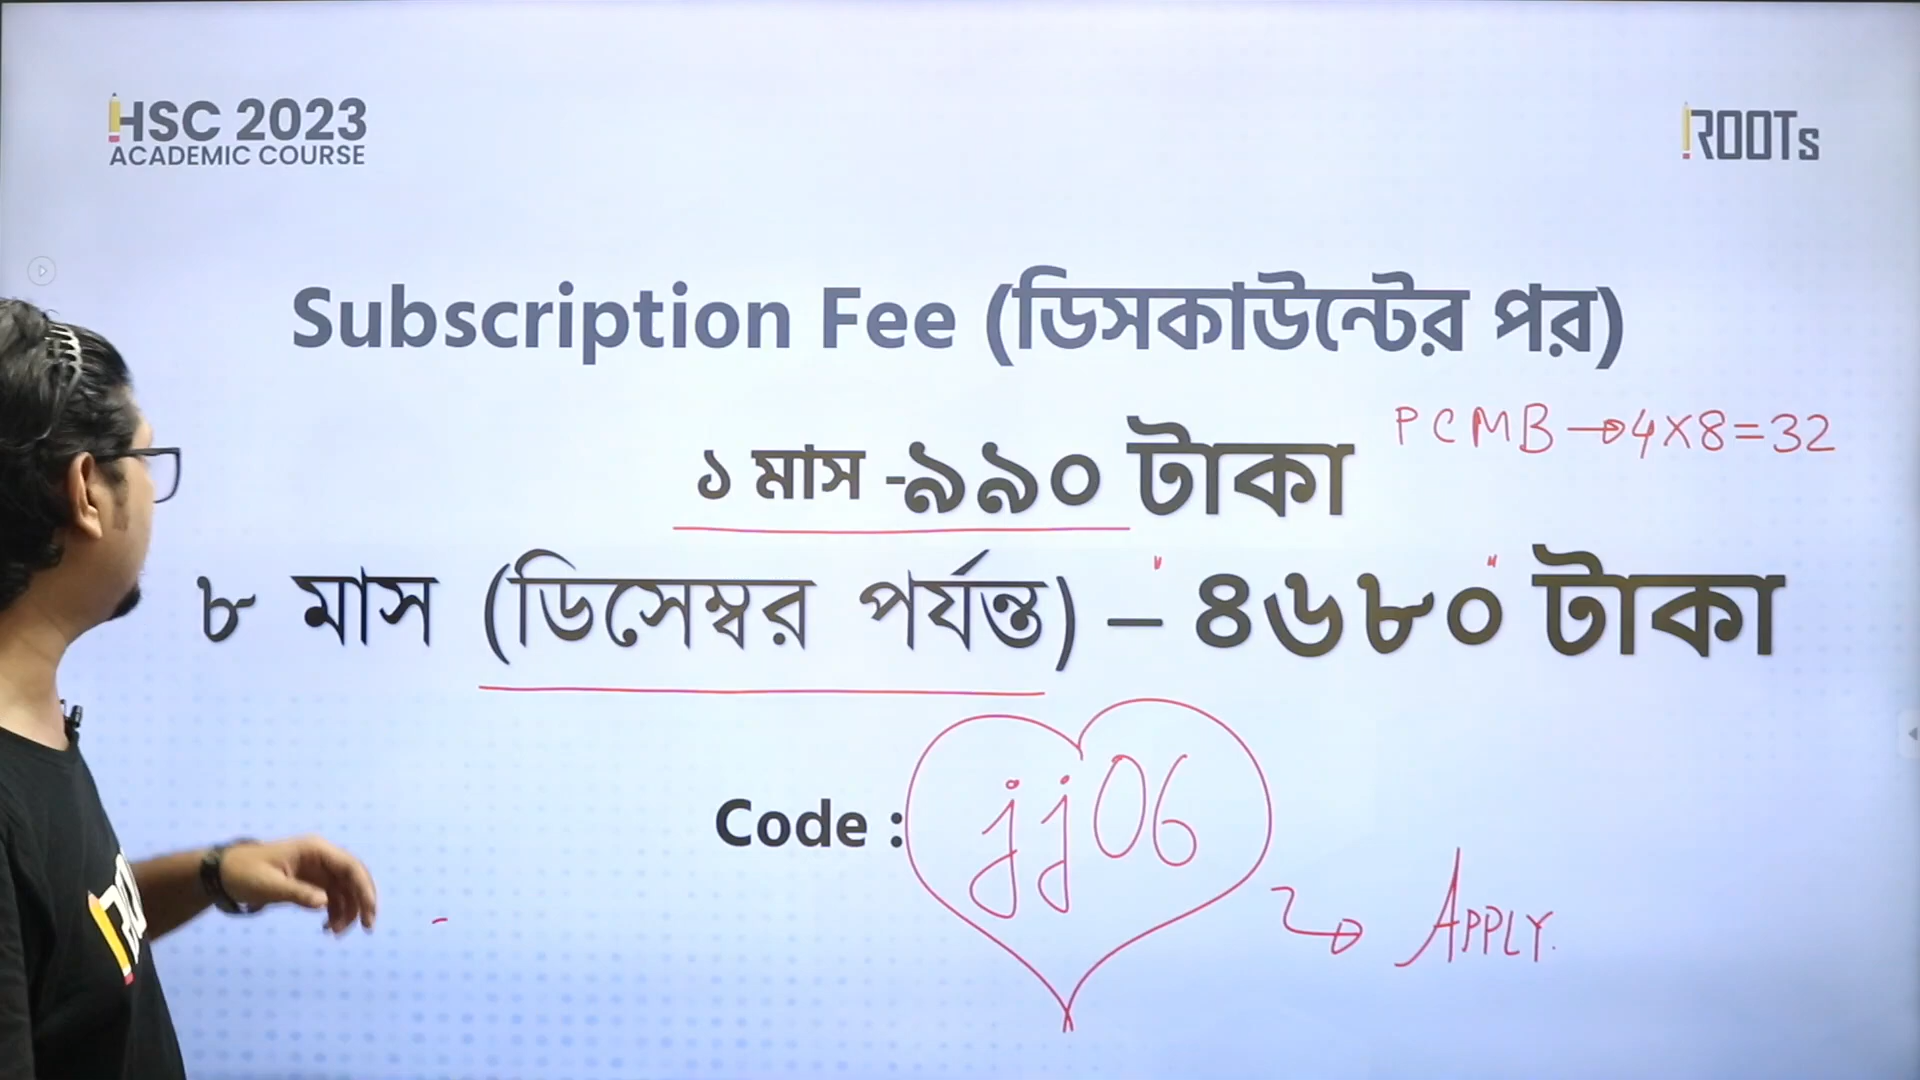 HSC 2023
ACADEMIC COURSE
ROOTs
Subscription Fee (ডিসকাউন্টের পর)
PCMB → 4X8=32
১ মাস -৯৯০ টাকা
৮ মাস (ডিসেম্বর পর্যন্ত) – ৪৬৮০ টাকা
Code : jj06
APPLY.